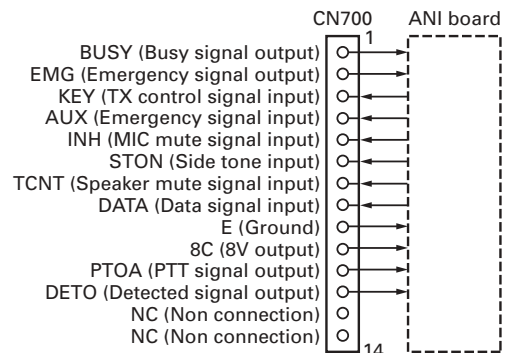 CN700 ANI board
1
BUSY (Busy signal output)
EMG (Emergency signal output)
KEY (TX control signal input)
AUX (Emergency signal input)
INH (MIC mute signal input)
STON (Side tone input)
TCNT (Speaker mute signal input)
DATA (Data signal input)
E (Ground)
8C (8V output)
PTOA (PTT signal output)
DETO (Detected signal output)
NC (Non connection)
NC (Non connection)
14